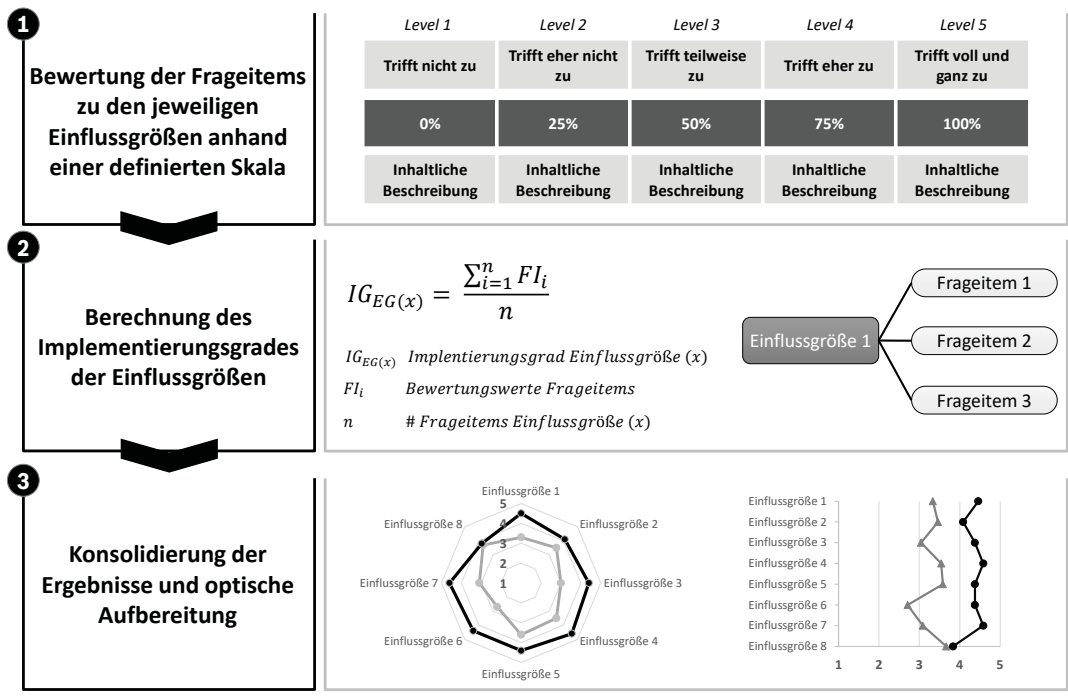 1
Bewertung der Frageitems
zu den jeweiligen
Einflussgrößen anhand
einer definierten Skala
Level 1 Level 2 Level 3 Level 4 Level 5
Trifft nicht zu
Trifft eher nicht
zu
Trifft teilweise
zu
Trifft eher zu
Trifft voll und
ganz zu
0% 25% 50% 75% 100%
Inhaltliche
Beschreibung
Inhaltliche
Beschreibung
Inhaltliche
Beschreibung
Inhaltliche
Beschreibung
Inhaltliche
Beschreibung
2
Berechnung des
Implementierungsgrades
der Einflussgrößen
IG_{EG(x)} = \frac{\sum_{i=1}^{n} FI_i}{n}
IG_{EG(x)} Implentierungsgrad Einflussgröße (x)
FI_i Bewertungswerte Frageitems
n # Frageitems Einflussgröße (x)
Einflussgröße 1
Frageitem 1
Frageitem 2
Frageitem 3
3
Konsolidierung der
Ergebnisse und optische
Aufbereitung
Einflussgröße 1
Einflussgröße 2
Einflussgröße 3
Einflussgröße 4
Einflussgröße 5
Einflussgröße 6
Einflussgröße 7
Einflussgröße 8
5
4
3
2
1
Einflussgröße 1
Einflussgröße 2
Einflussgröße 3
Einflussgröße 4
Einflussgröße 5
Einflussgröße 6
Einflussgröße 7
Einflussgröße 8
1 2 3 4 5